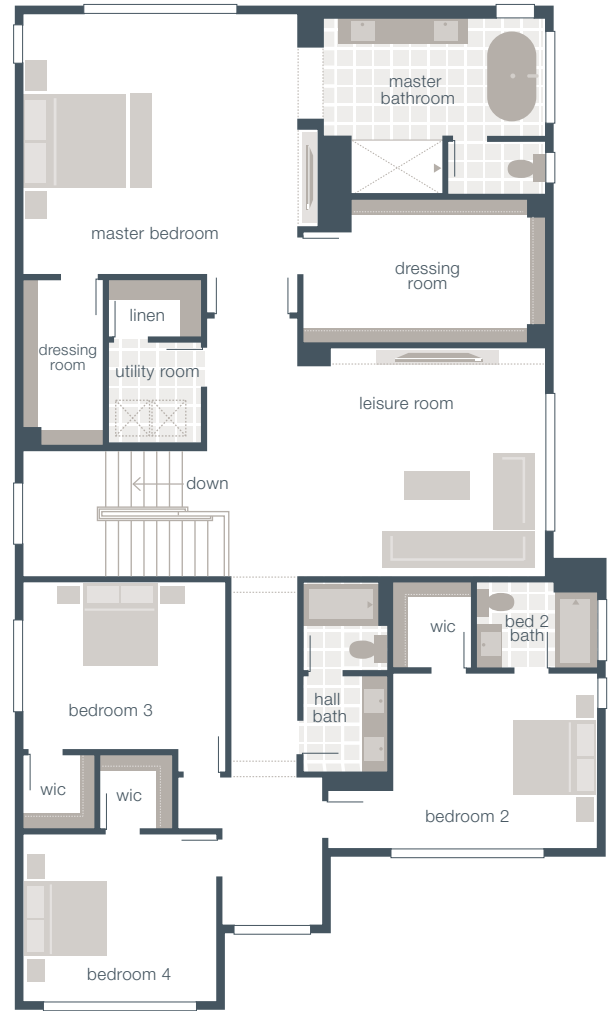 master
bathroom
master bedroom
dressing
room
linen
dressing
room
utility room
leisure room
down
wic
bed 2
bath
bedroom 3
hall
bath
wic
wic
bedroom 2
bedroom 4